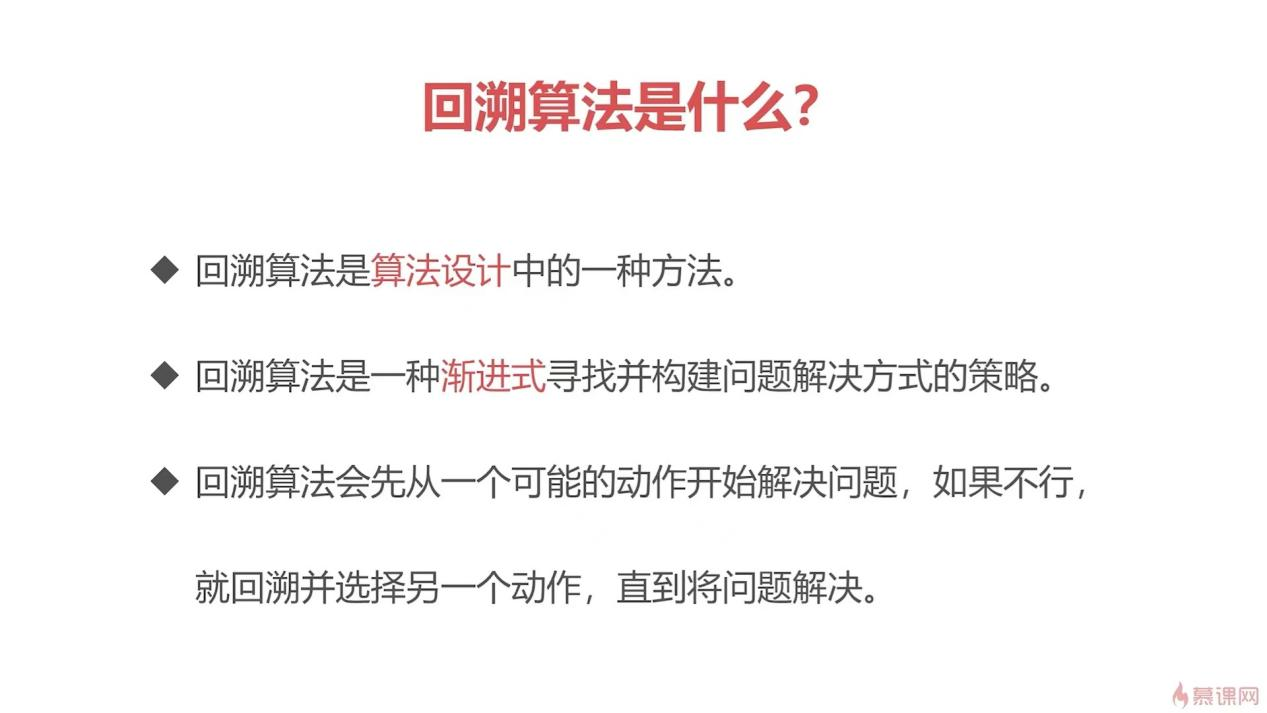 回溯算法是什么？
◆ 回溯算法是算法设计中的一种方法。
◆ 回溯算法是一种渐进式寻找并构建问题解决方式的策略。
◆ 回溯算法会先从一个可能的动作开始解决问题，如果不行，
就回溯并选择另一个动作，直到将问题解决。
慕课网